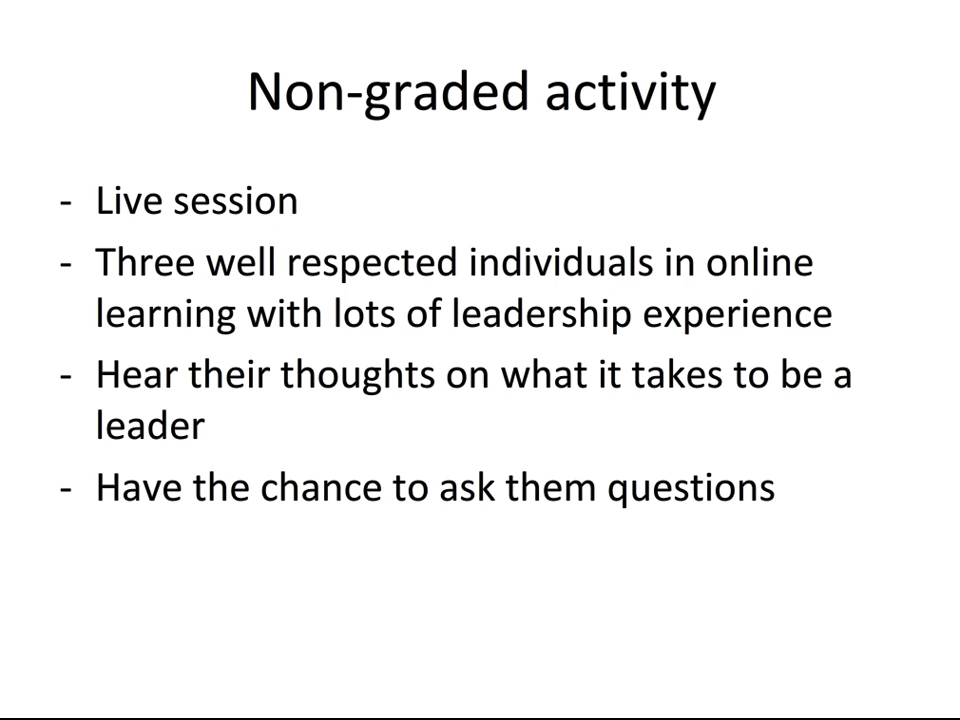 Non-graded activity
- Live session
- Three well respected individuals in online
learning with lots of leadership experience
- Hear their thoughts on what it takes to be a
leader
- Have the chance to ask them questions